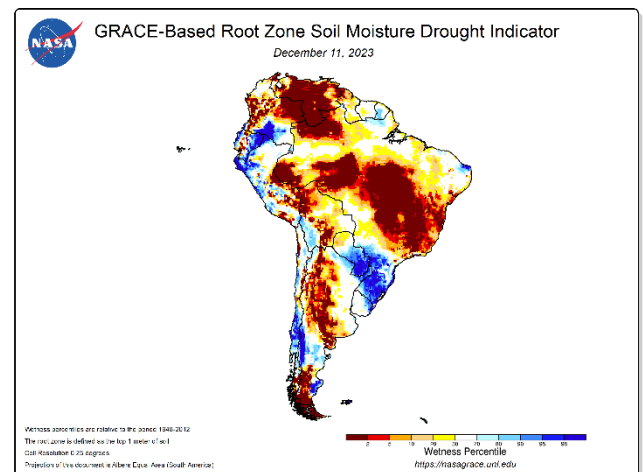 NASA
GRACE-Based Root Zone Soil Moisture Drought Indicator
December 11, 2023
Wetness percentiles are relative to the period 1948-2012
The root zone is defined as the top 1 meter of soil
Cell Resolution 0.25 degrees
Projection of this document is Albers Equal Area (South America)
2 5 10 20 30 70 80 90 95 98
Wetness Percentile
https://nasagrace.unl.edu